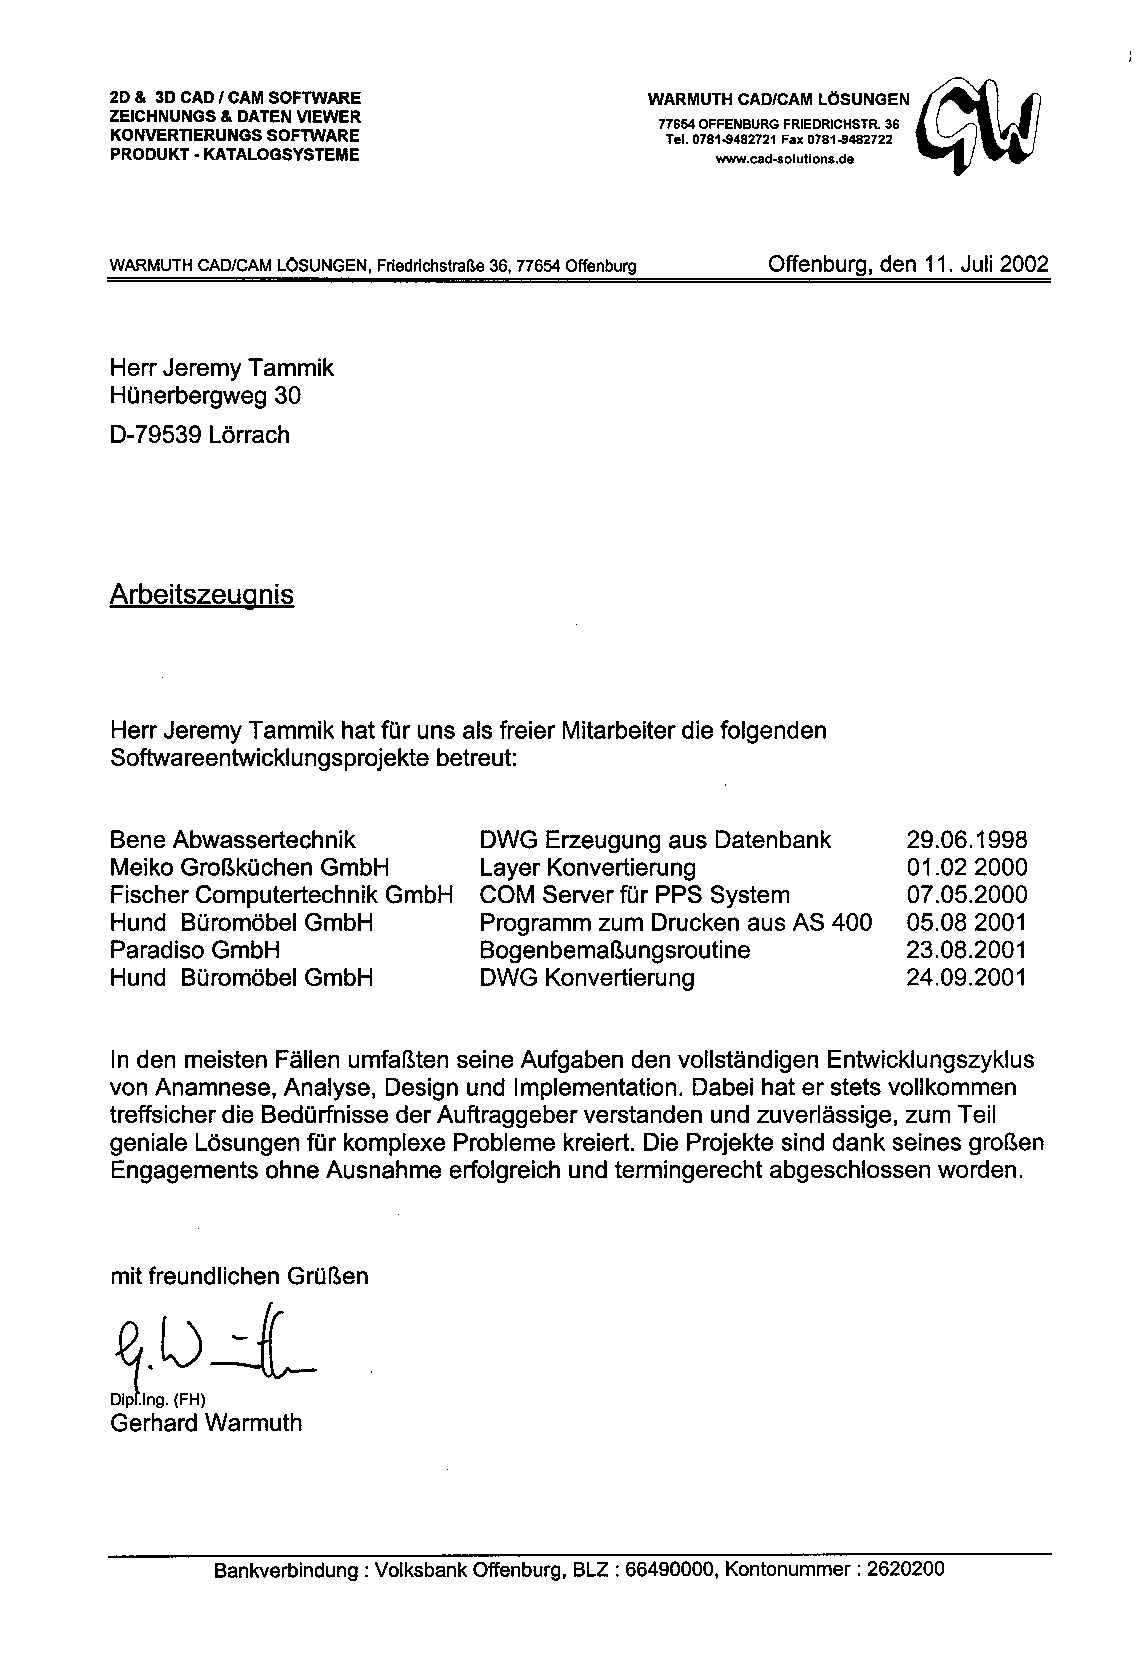 2D & 3D CAD / CAM SOFTWARE
ZEICHNUNGS & DATEN VIEWER
KONVERTIERUNGS SOFTWARE
PRODUKT - KATALOGSYSTEME
WARMUTH CAD/CAM LÖSUNGEN
77654 OFFENBURG FRIEDRICHSTR. 36
Tel. 0781-9482721 Fax 0781-9482722
www.cad-solutions.de
GW
WARMUTH CAD/CAM LÖSUNGEN, Friedrichstraße 36, 77654 Offenburg
Offenburg, den 11. Juli 2002
Herr Jeremy Tammik
Hünerbergweg 30
D-79539 Lörrach
Arbeitszeugnis
Herr Jeremy Tammik hat für uns als freier Mitarbeiter die folgenden
Softwareentwicklungsprojekte betreut:
Bene Abwassertechnik DWG Erzeugung aus Datenbank 29.06.1998
Meiko Großküchen GmbH Layer Konvertierung 01.02 2000
Fischer Computertechnik GmbH COM Server für PPS System 07.05.2000
Hund Büromöbel GmbH Programm zum Drucken aus AS 400 05.08 2001
Paradiso GmbH Bogenbemaßungsroutine 23.08.2001
Hund Büromöbel GmbH DWG Konvertierung 24.09.2001
In den meisten Fällen umfaßten seine Aufgaben den vollständigen Entwicklungszyklus
von Anamnese, Analyse, Design und Implementation. Dabei hat er stets vollkommen
treffsicher die Bedürfnisse der Auftraggeber verstanden und zuverlässige, zum Teil
geniale Lösungen für komplexe Probleme kreiert. Die Projekte sind dank seines großen
Engagements ohne Ausnahme erfolgreich und termingerecht abgeschlossen worden.
mit freundlichen Grüßen
Dipl.Ing. (FH)
Gerhard Warmuth
Bankverbindung : Volksbank Offenburg, BLZ : 66490000, Kontonummer : 2620200